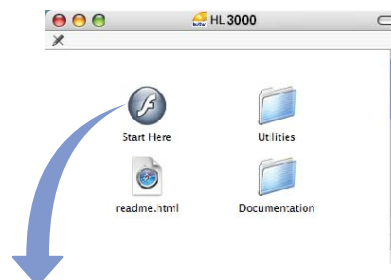 HL3000
Start Here
Utilities
readme.html
Documentation